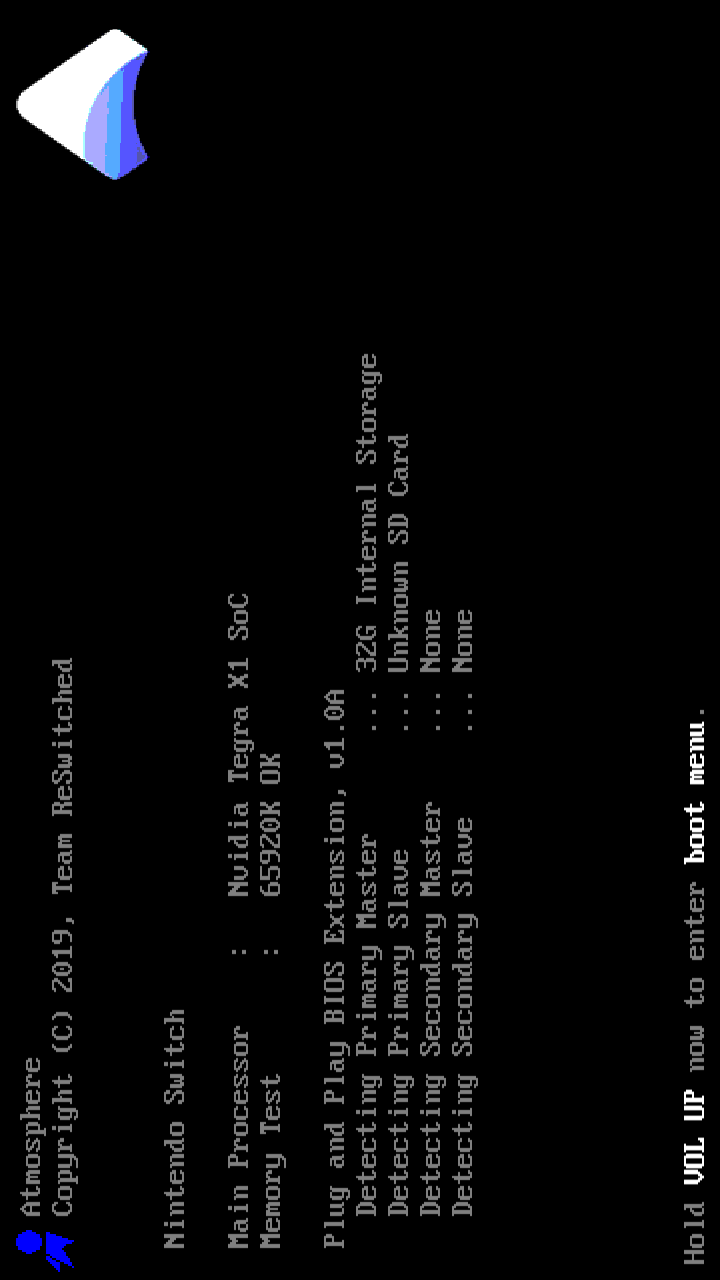 Atmosphere
Copyright (C) 2019, Team ReSwitched
Nintendo Switch
Main Processor : Nvidia Tegra X1 SoC
Memory Test : 65920K OK
Plug and Play BIOS Extension, v1.0A
Detecting Primary Master ... 32G Internal Storage
Detecting Primary Slave ... Unknown SD Card
Detecting Secondary Master ... None
Detecting Secondary Slave ... None
Hold VOL UP now to enter boot menu.